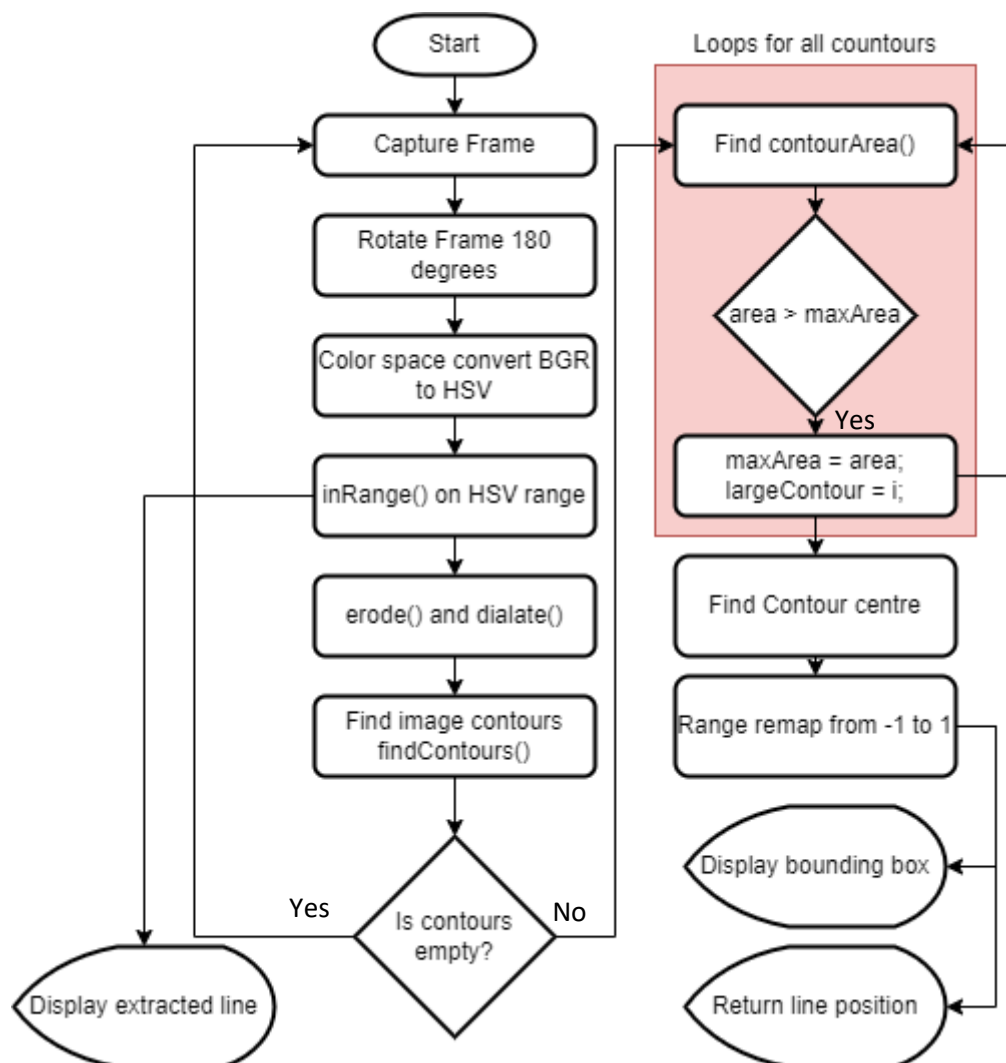 Start
Capture Frame
Rotate Frame 180
degrees
Color space convert BGR
to HSV
inRange() on HSV range
erode() and dialate()
Find image contours
findContours()
Is contours
empty?
Yes
No
Display extracted line
Loops for all countours
Find contourArea()
area > maxArea
Yes
maxArea = area;
largeContour = i;
Find Contour centre
Range remap from -1 to 1
Display bounding box
Return line position